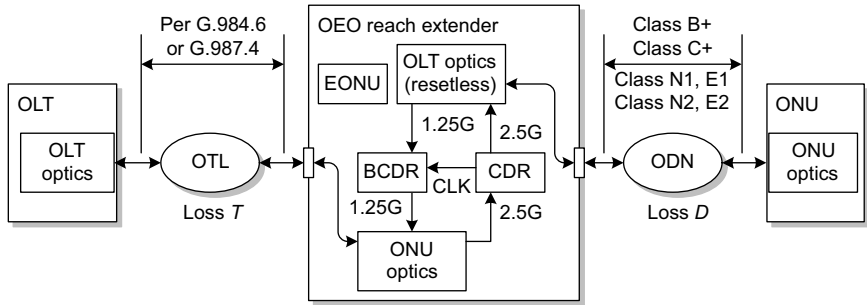 Per G.984.6
or G.987.4
OEO reach extender
Class B+
Class C+
Class N1, E1
Class N2, E2
OLT
OLT
optics
OTL
Loss T
EONU
OLT optics
(resetless)
1.25G
2.5G
BCDR
CLK
CDR
1.25G
2.5G
ONU
optics
ODN
Loss D
ONU
ONU
optics